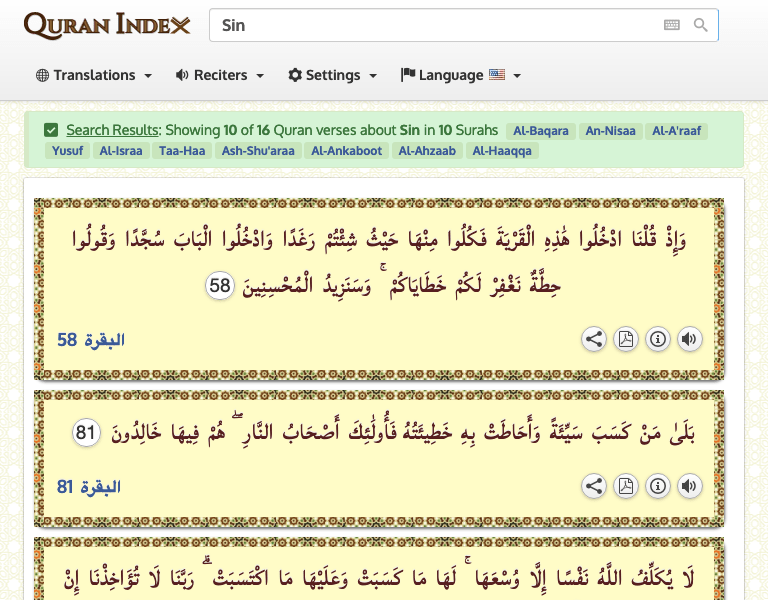 QURAN INDEX
Sin
Translations Reciters Settings Language
Search Results: Showing 10 of 16 Quran verses about Sin in 10 Surahs Al-Baqara An-Nisaa Al-A'raaf
Yusuf Al-Israa Taa-Haa Ash-Shu'araa Al-Ankaboot Al-Ahzaab Al-Haaqqa
وَإِذْ قُلْنَا ادْخُلُوا هَٰذِهِ الْقَرْيَةَ فَكُلُوا مِنْهَا حَيْثُ شِئْتُمْ رَغَدًا وَادْخُلُوا الْبَابَ سُجَّدًا وَقُولُوا
حِطَّةٌ نَغْفِرْ لَكُمْ خَطَايَاكُمْ ۚ وَسَنَزِيدُ الْمُحْسِنِينَ 58
البقرة 58
بَلَىٰ مَنْ كَسَبَ سَيِّئَةً وَأَحَاطَتْ بِهِ خَطِيئَتُهُ فَأُولَٰئِكَ أَصْحَابُ النَّارِ ۖ هُمْ فِيهَا خَالِدُونَ 81
البقرة 81
لَا يُكَلِّفُ اللَّهُ نَفْسًا إِلَّا وُسْعَهَا ۚ لَهَا مَا كَسَبَتْ وَعَلَيْهَا مَا اكْتَسَبَتْ ۗ رَبَّنَا لَا تُؤَاخِذْنَا إِنْ